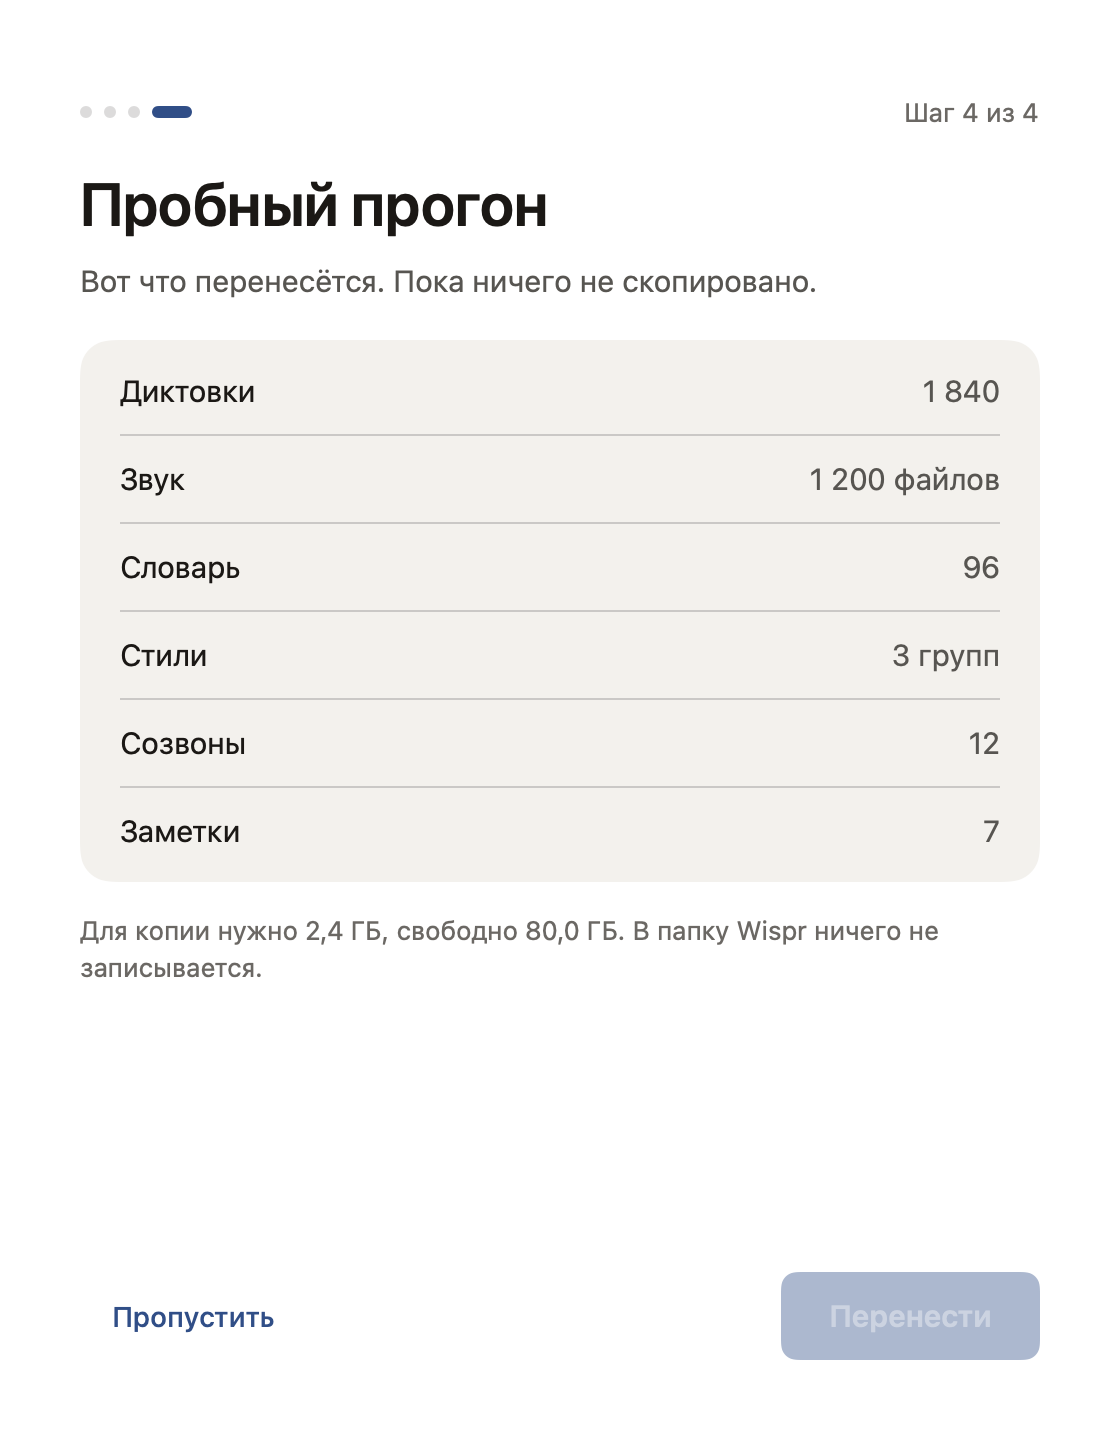 Шаг 4 из 4
Пробный прогон
Вот что перенесётся. Пока ничего не скопировано.
Диктовки 1 840
Звук 1 200 файлов
Словарь 96
Стили 3 групп
Созвоны 12
Заметки 7
Для копии нужно 2,4 ГБ, свободно 80,0 ГБ. В папку Wispr ничего не
записывается.
Пропустить Перенести